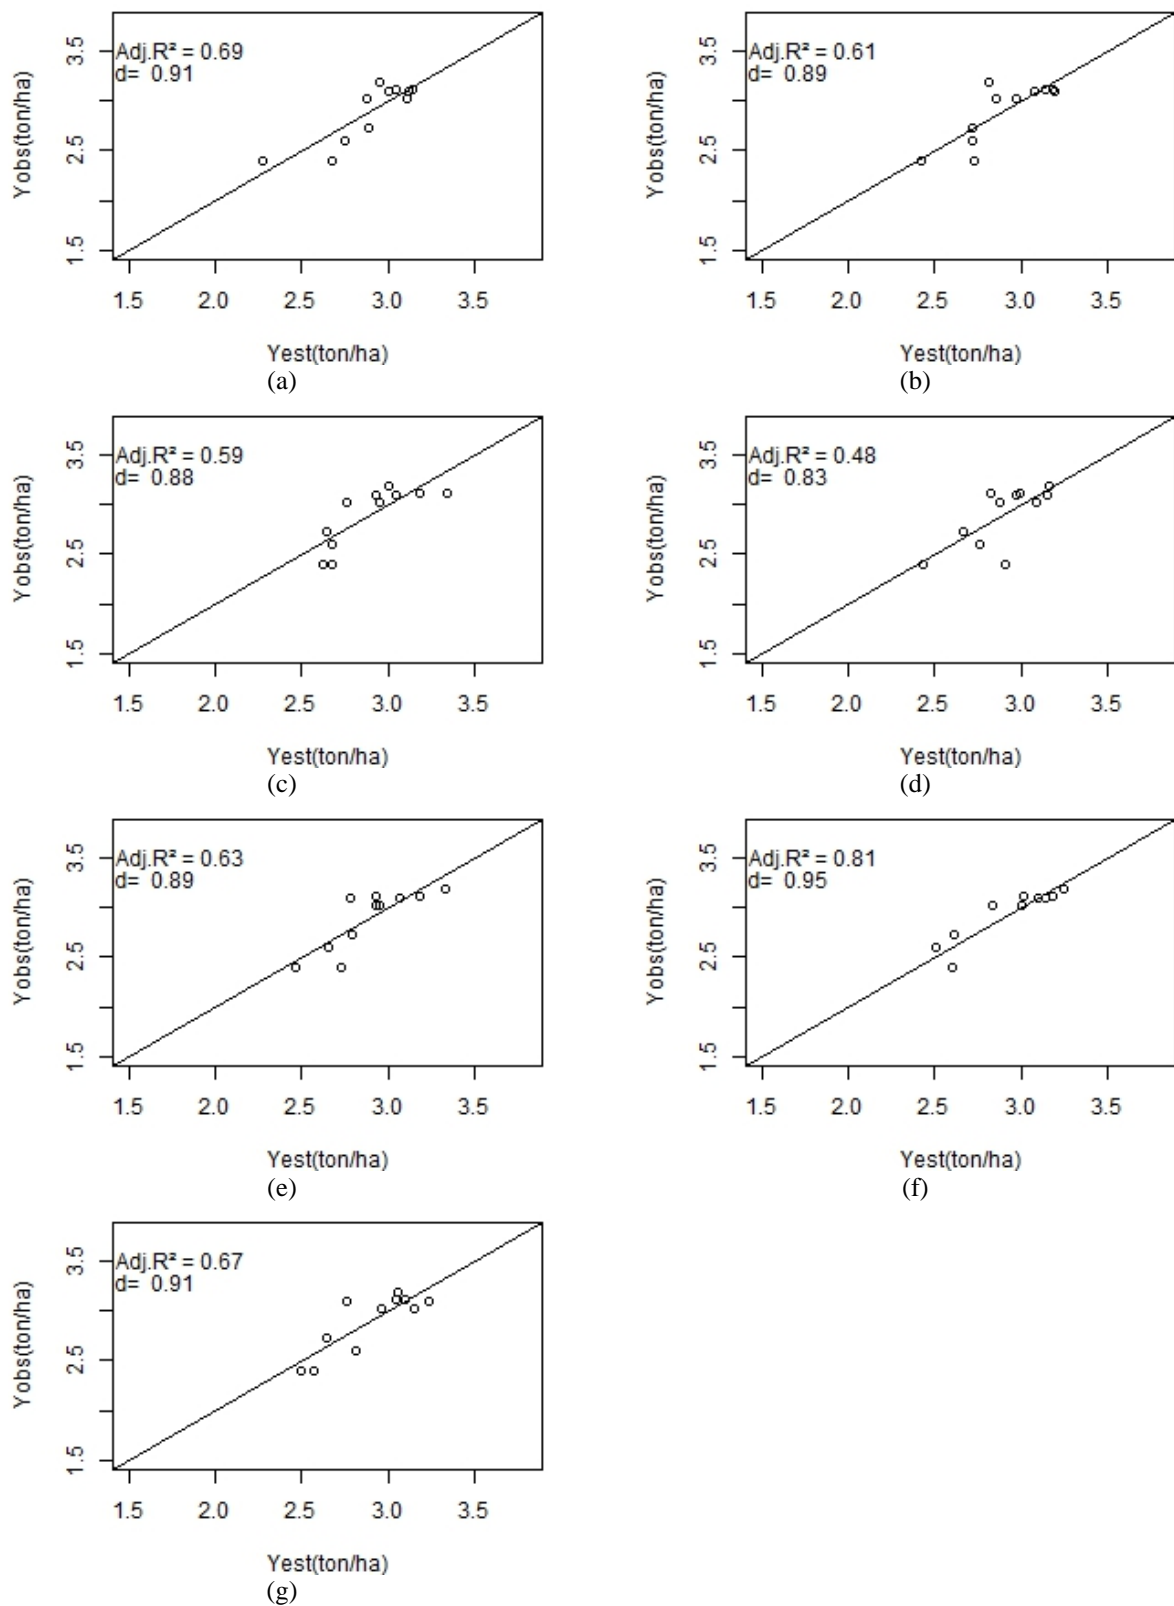 Adj.R² = 0.69
d= 0.91
3.5
2.5
1.5
Yobs(ton/ha)
1.5 2.0 2.5 3.0 3.5
Yest(ton/ha)
(a)
Adj.R² = 0.61
d= 0.89
3.5
2.5
1.5
Yobs(ton/ha)
1.5 2.0 2.5 3.0 3.5
Yest(ton/ha)
(b)
Adj.R² = 0.59
d= 0.88
3.5
2.5
1.5
Yobs(ton/ha)
1.5 2.0 2.5 3.0 3.5
Yest(ton/ha)
(c)
Adj.R² = 0.48
d= 0.83
3.5
2.5
1.5
Yobs(ton/ha)
1.5 2.0 2.5 3.0 3.5
Yest(ton/ha)
(d)
Adj.R² = 0.63
d= 0.89
3.5
2.5
1.5
Yobs(ton/ha)
1.5 2.0 2.5 3.0 3.5
Yest(ton/ha)
(e)
Adj.R² = 0.81
d= 0.95
3.5
2.5
1.5
Yobs(ton/ha)
1.5 2.0 2.5 3.0 3.5
Yest(ton/ha)
(f)
Adj.R² = 0.67
d= 0.91
3.5
2.5
1.5
Yobs(ton/ha)
1.5 2.0 2.5 3.0 3.5
Yest(ton/ha)
(g)